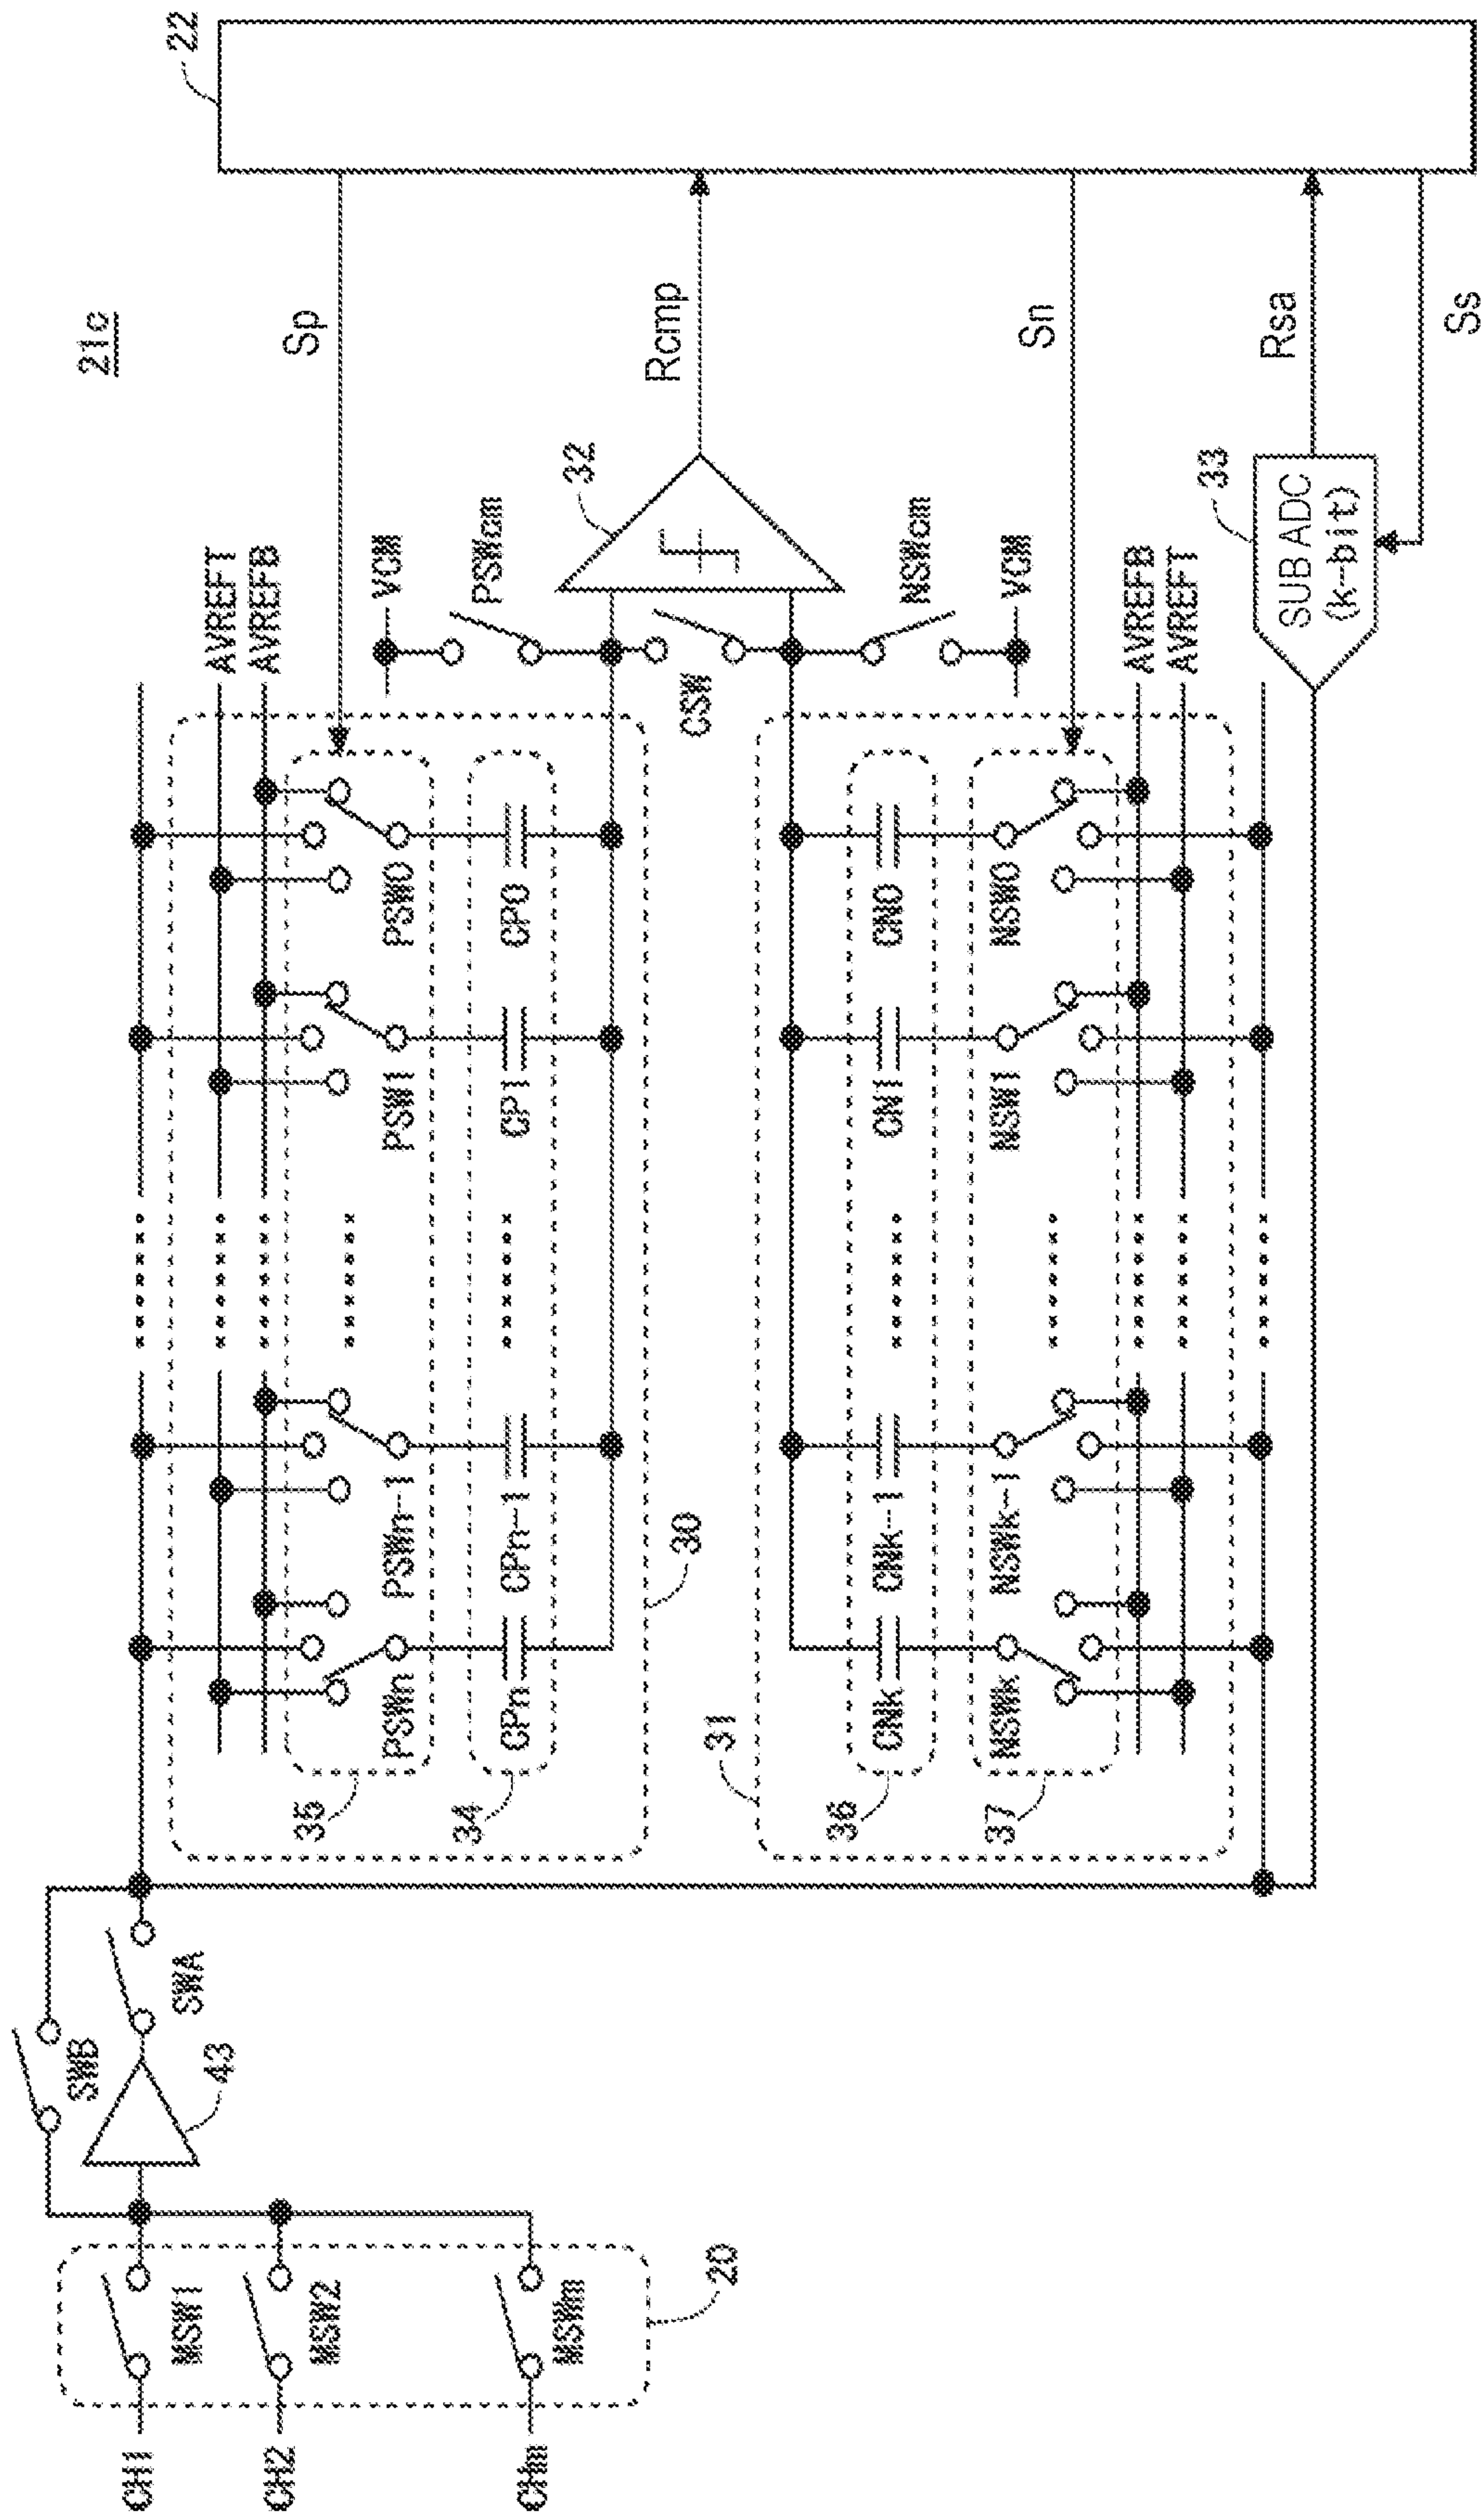 21c
22
Sp
Rcmp
Sn
Rsa
Ss
AVREFT
AVREFB
VCM
PSWcm
32
CSW
NSWcm
VCM
AVREFB
AVREFT
33
SUB ADC
(k-bit)
PSW0
CP0
CN0
NSW0
PSW1
CP1
CN1
NSW1
PSWn-1
CPn-1
CNk-1
NSWk-1
PSWn
CPn
CNk
NSWk
30
31
35
34
36
37
SWA
SWB
43
MSW1
MSW2
MSWm
20
CH1
CH2
CHm